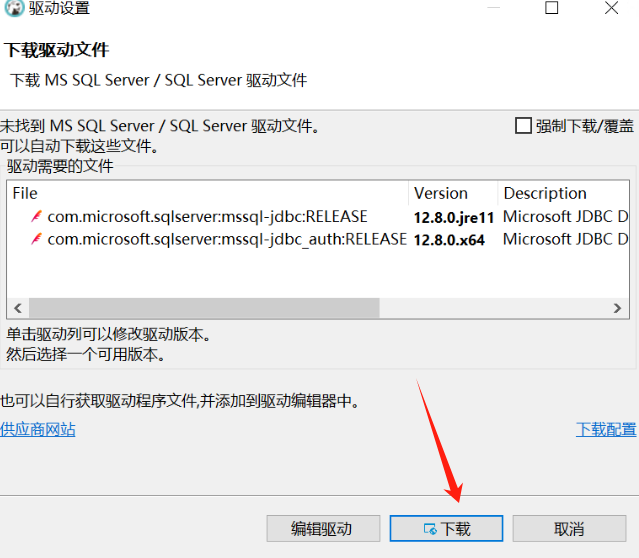 驱动设置
下载驱动文件
下载 MS SQL Server / SQL Server 驱动文件
未找到 MS SQL Server / SQL Server 驱动文件。
强制下载/覆盖
可以自动下载这些文件。
驱动需要的文件
File Version Description
com.microsoft.sqlserver:mssql-jdbc:RELEASE 12.8.0.jre11 Microsoft JDBC D
com.microsoft.sqlserver:mssql-jdbc_auth:RELEASE 12.8.0.x64 Microsoft JDBC D
单击驱动列可以修改驱动版本。
然后选择一个可用版本。
也可以自行获取驱动程序文件,并添加到驱动编辑器中。
供应商网站 下载配置
编辑驱动 下载 取消